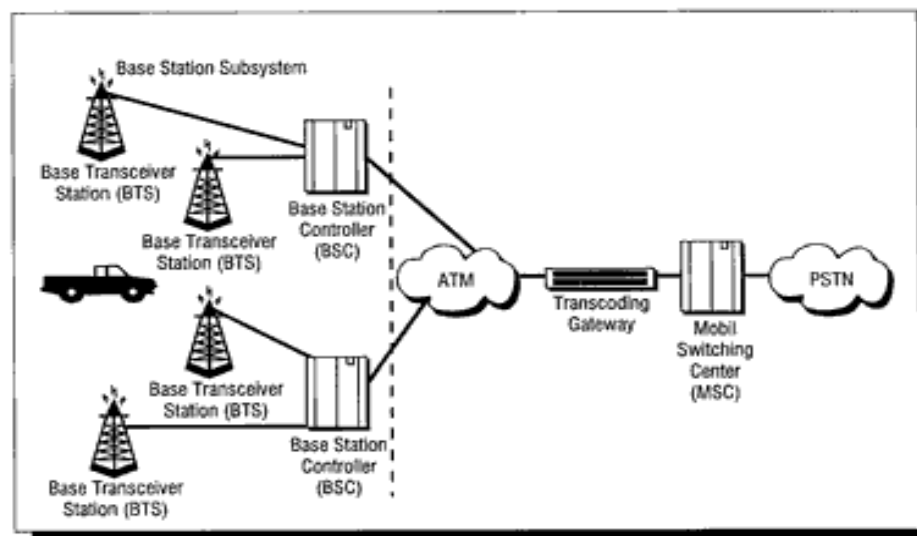 Base Station Subsystem
Base Transceiver
Station (BTS)
Base Transceiver
Station (BTS)
Base Station
Controller
(BSC)
ATM
Transcoding
Gateway
Mobil
Switching
Center
(MSC)
PSTN
Base Transceiver
Station (BTS)
Base Station
Controller
(BSC)
Base Transceiver
Station (BTS)